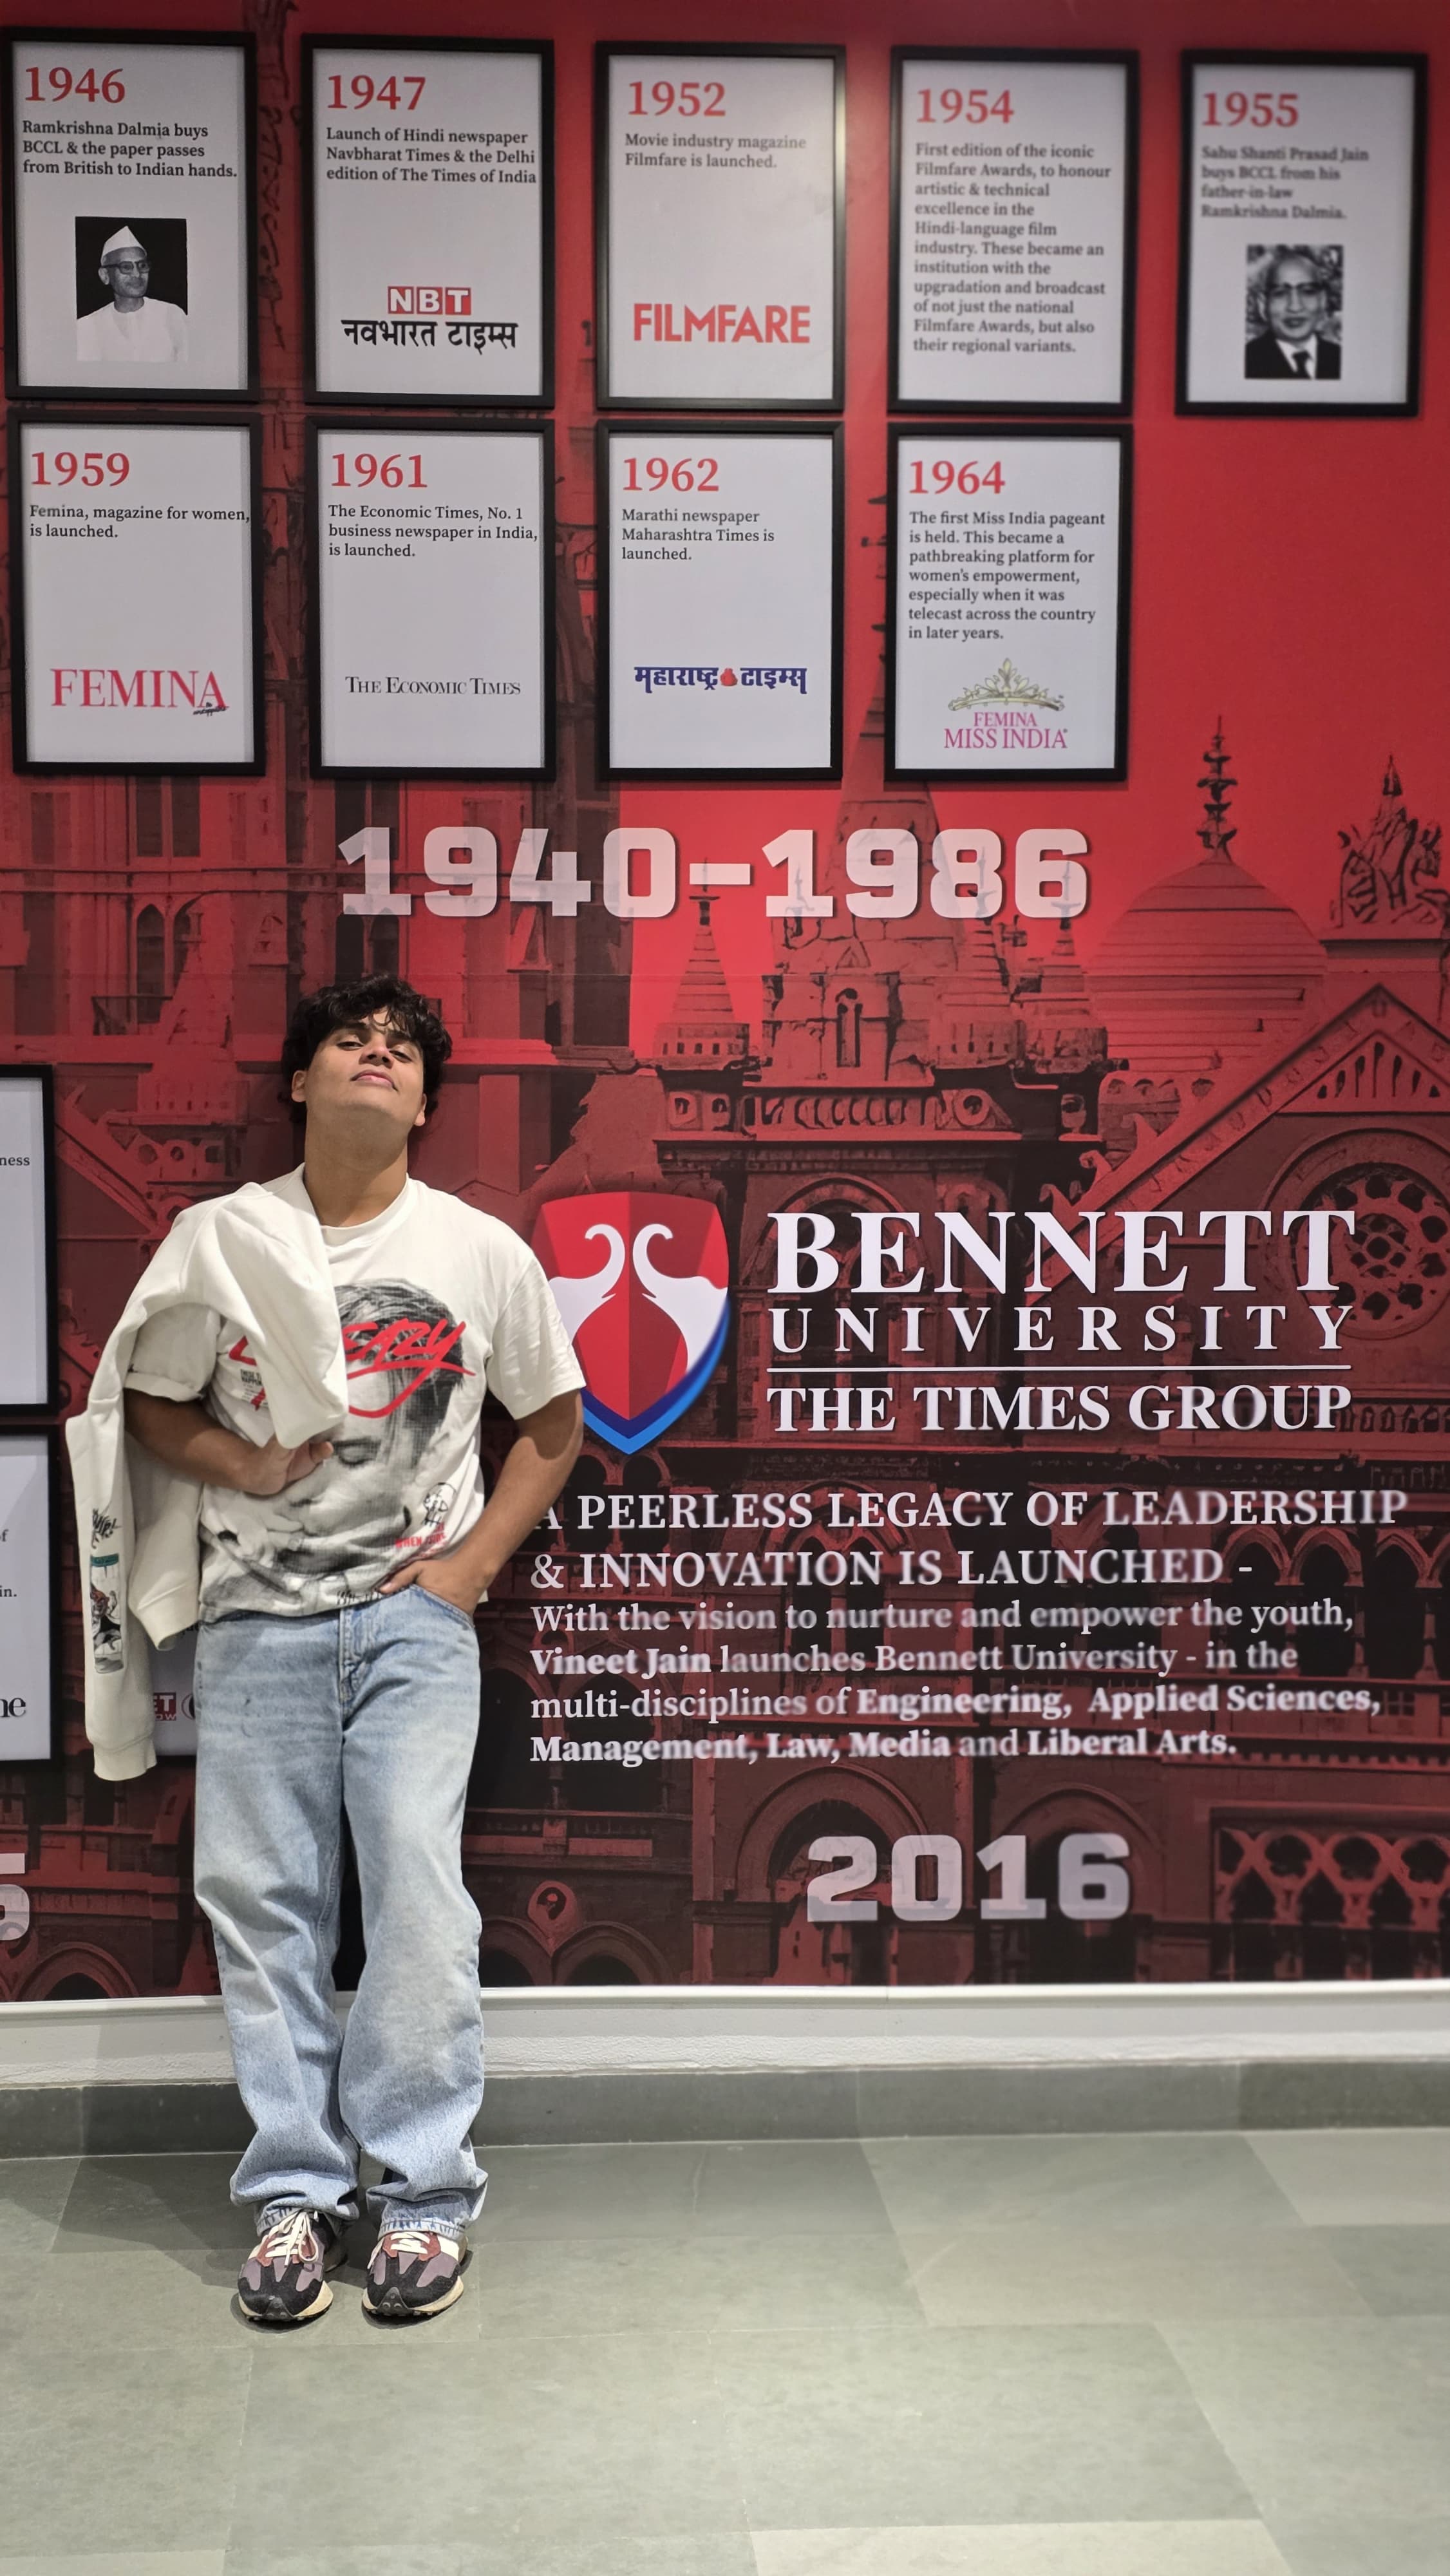 1946
Ramkrishna Dalmia buys
BCCL & the paper passes
from British to Indian hands.
1947
Launch of Hindi newspaper
Navbharat Times & the Delhi
edition of The Times of India
NBT
नवभारत टाइम्स
1952
Movie industry magazine
Filmfare is launched.
FILMFARE
1954
First edition of the iconic
Filmfare Awards, to honour
artistic & technical
excellence in the
Hindi-language film
industry. These became an
institution with the
upgradation and broadcast
of not just the national
Filmfare Awards, but also
their regional variants.
1955
Sahu Shanti Prasad Jain
buys BCCL from his
father-in-law
Ramkrishna Dalmia.
1959
Femina, magazine for women,
is launched.
FEMINA
1961
The Economic Times, No. 1
business newspaper in India,
is launched.
THE ECONOMIC TIMES
1962
Marathi newspaper
Maharashtra Times is
launched.
महाराष्ट्र टाइम्स
1964
The first Miss India pageant
is held. This became a
pathbreaking platform for
women's empowerment,
especially when it was
telecast across the country
in later years.
FEMINA
MISS INDIA
1940-1986
BENNETT
UNIVERSITY
THE TIMES GROUP
A PEERLESS LEGACY OF LEADERSHIP
& INNOVATION IS LAUNCHED -
With the vision to nurture and empower the youth,
Vineet Jain launches Bennett University - in the
multi-disciplines of Engineering, Applied Sciences,
Management, Law, Media and Liberal Arts.
2016